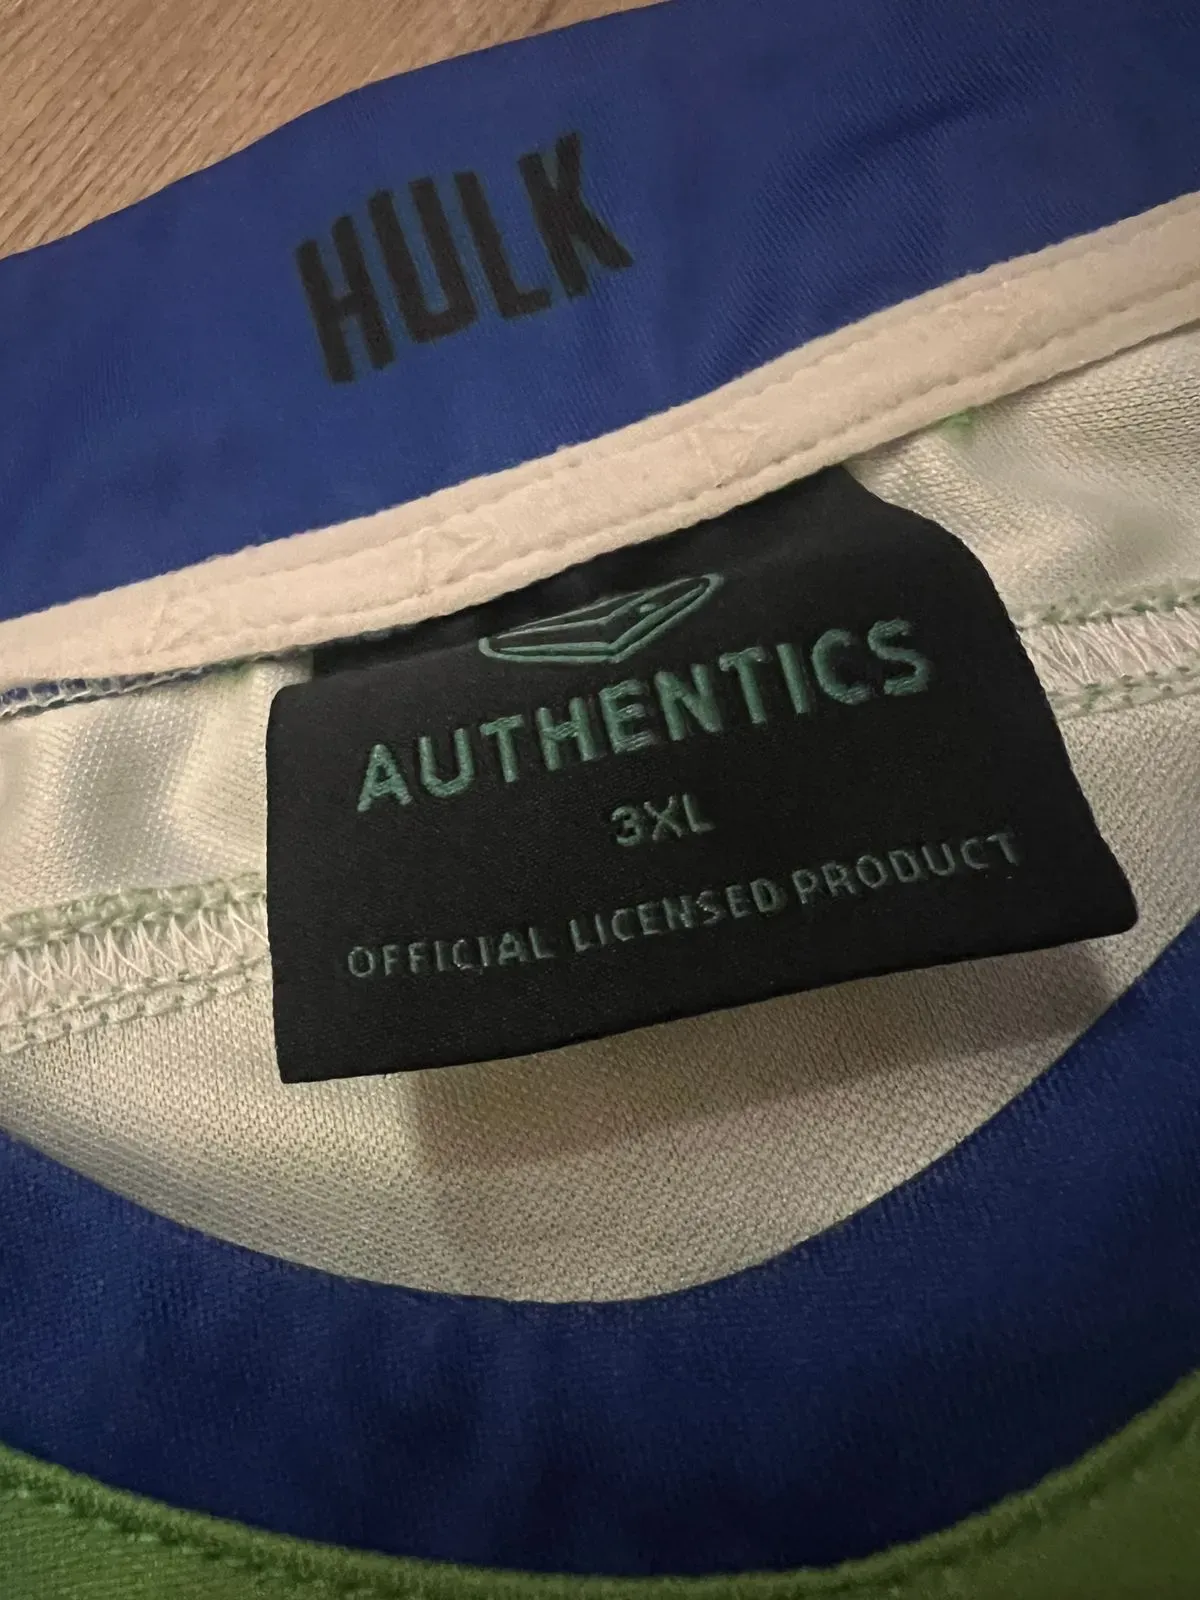 HULK
AUTHENTICS
3XL
OFFICIAL LICENSED PRODUCT